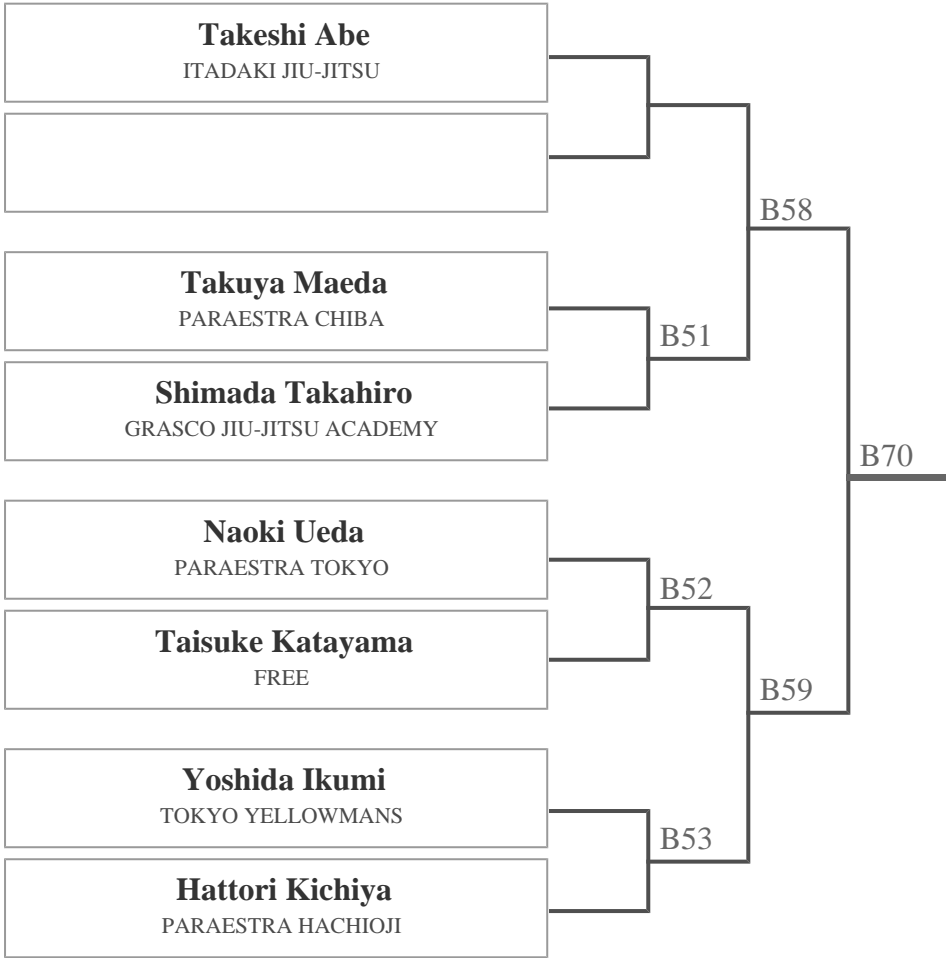 Takeshi Abe
ITADAKI JIU-JITSU
B58
Takuya Maeda
PARAESTRA CHIBA
B51
Shimada Takahiro
GRASCO JIU-JITSU ACADEMY
B70
Naoki Ueda
PARAESTRA TOKYO
B52
Taisuke Katayama
FREE
B59
Yoshida Ikumi
TOKYO YELLOWMANS
B53
Hattori Kichiya
PARAESTRA HACHIOJI